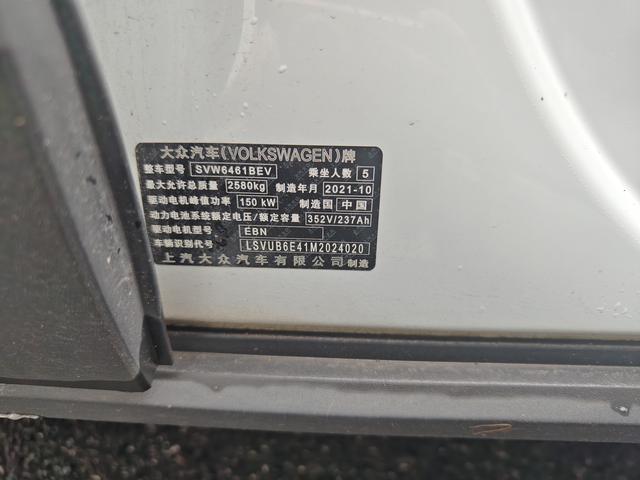 大众汽车(VOLKSWAGEN)牌
整车型号 SVW6461BEV 乘坐人数 5
最大允许总质量 2580kg 制造年月 2021-10
驱动电机峰值功率 150 kW 制造国 中国
动力电池系统额定电压/额定容量 352V/237Ah
驱动电机型号 EBN
车辆识别代号 LSVUB6E41M2024020
上汽大众汽车有限公司 制造